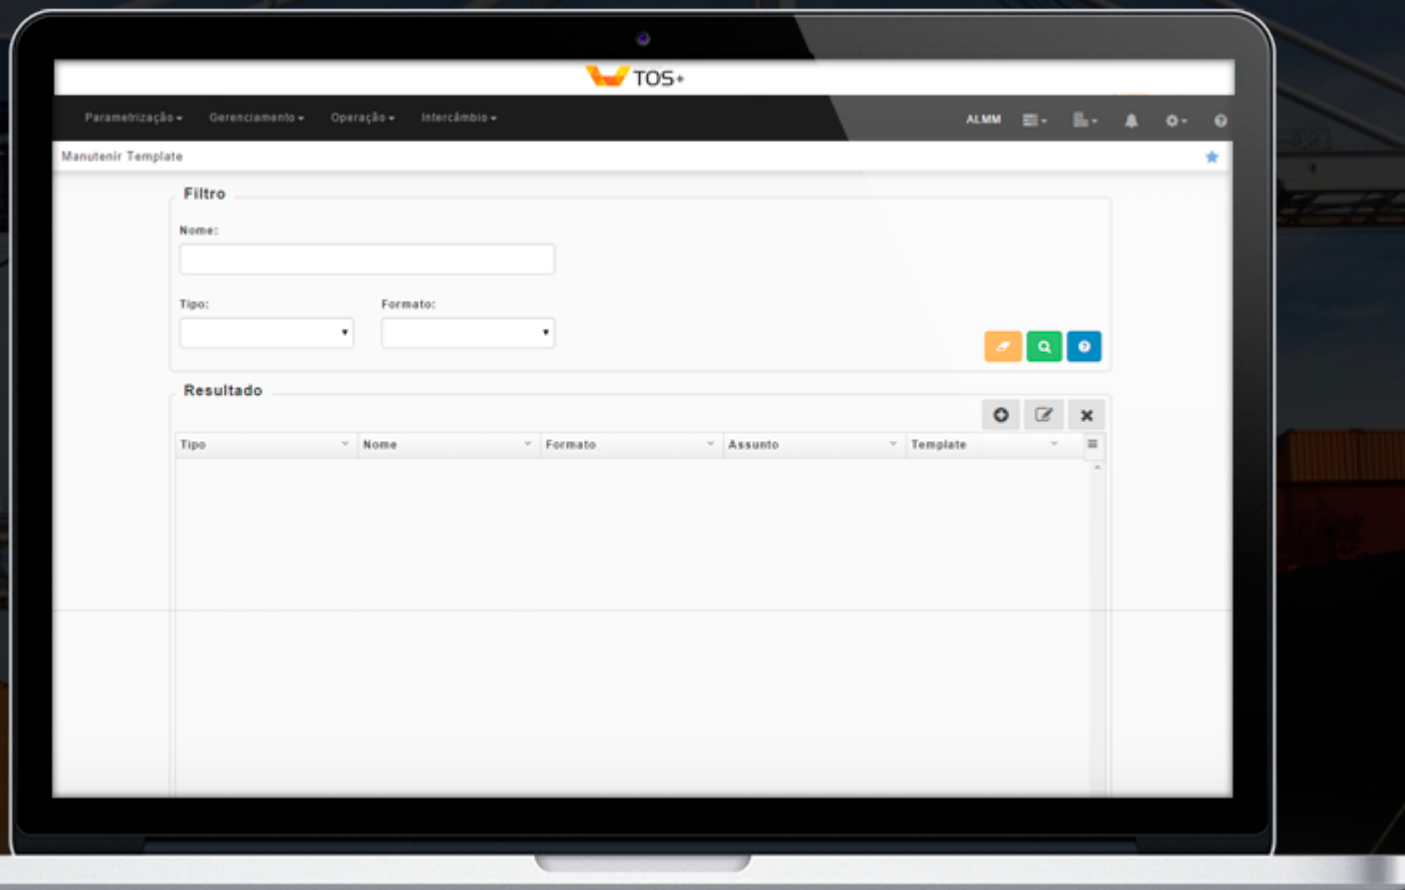 TOS+
Parametrização Gerenciamento Operação Intercâmbio ALMM
Manutenir Template
Filtro
Nome:
Tipo: Formato:
Resultado
Tipo Nome Formato Assunto Template